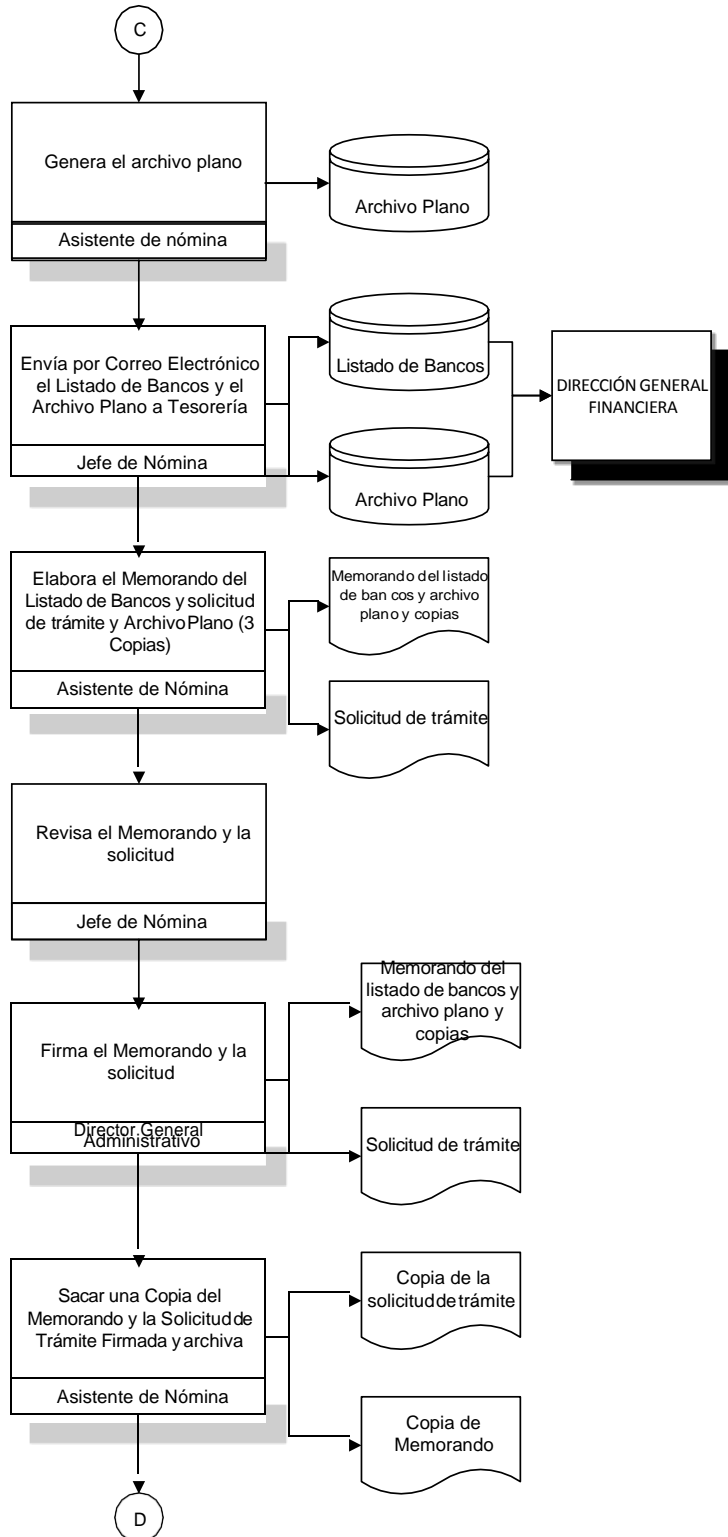 C
Genera el archivo plano
Asistente de nómina
Archivo Plano
Envía por Correo Electrónico
el Listado de Bancos y el
Archivo Plano a Tesorería
Jefe de Nómina
Listado de Bancos
Archivo Plano
DIRECCIÓN GENERAL
FINANCIERA
Elabora el Memorando del
Listado de Bancos y solicitud
de trámite y Archivo Plano (3
Copias)
Asistente de Nómina
Memorando del listado
de ban cos y archivo
plano y copias
Solicitud de trámite
Revisa el Memorando y la
solicitud
Jefe de Nómina
Firma el Memorando y la
solicitud
Director General
Administrativo
Memorando del
listado de bancos y
archivo plano y
copias
Solicitud de trámite
Sacar una Copia del
Memorando y la Solicitud de
Trámite Firmada y archiva
Asistente de Nómina
Copia de la
solicitud de trámite
Copia de
Memorando
D